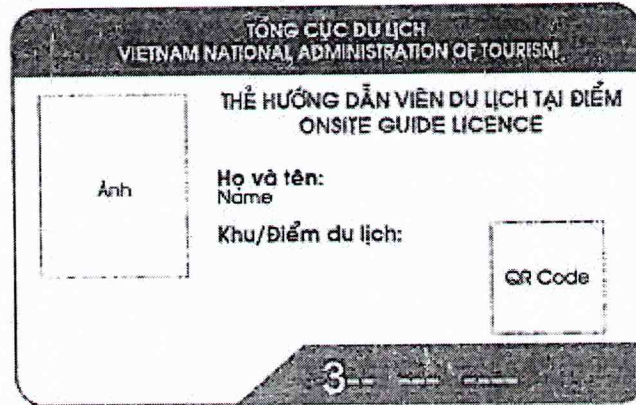 TỔNG CỤC DU LỊCH
VIETNAM NATIONAL ADMINISTRATION OF TOURISM
THẺ HƯỚNG DẪN VIÊN DU LỊCH TẠI ĐIỂM
ONSITE GUIDE LICENCE
Ảnh
Họ và tên:
Name
Khu/Điểm du lịch:
QR Code
3-- --- ----